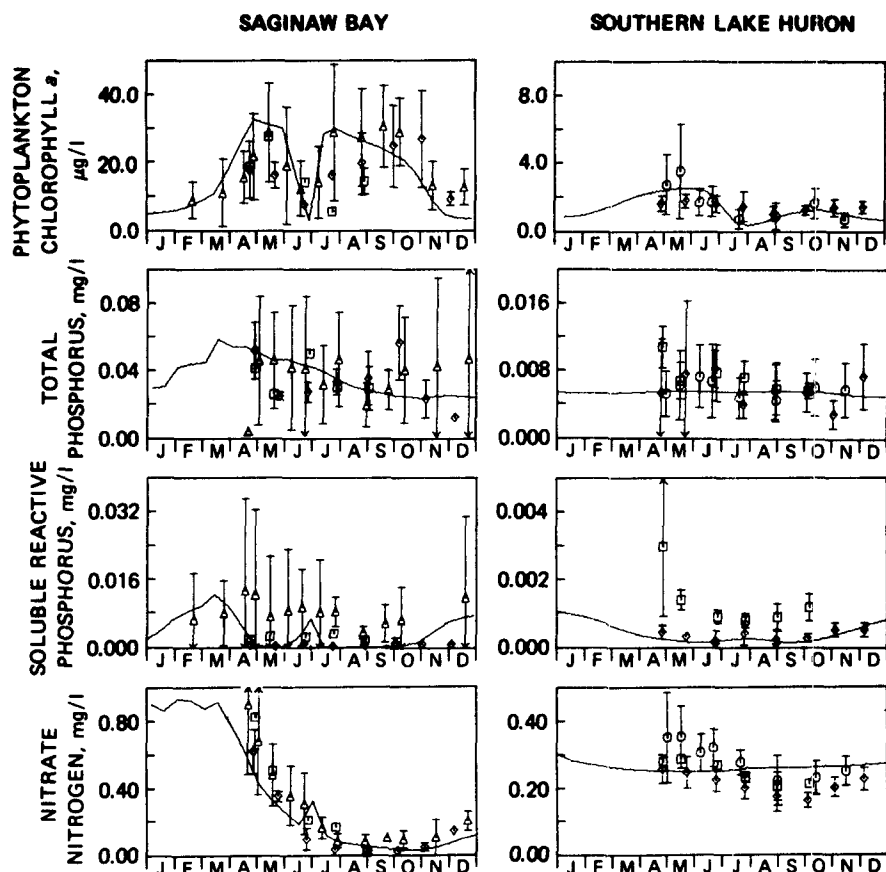 SAGINAW BAY
SOUTHERN LAKE HURON
PHYTOPLANKTON
CHLOROPHYLL a,
µg/l
40.0
20.0
0.0
J F M A M J J A S O N D
8.0
4.0
0.0
J F M A M J J A S O N D
TOTAL
PHOSPHORUS, mg/l
0.08
0.04
0.00
J F M A M J J A S O N D
0.016
0.008
0.000
J F M A M J J A S O N D
SOLUBLE REACTIVE
PHOSPHORUS, mg/l
0.032
0.016
0.000
J F M A M J J A S O N D
0.004
0.002
0.000
J F M A M J J A S O N D
NITRATE
NITROGEN, mg/l
0.80
0.40
0.00
J F M A M J J A S O N D
0.40
0.20
0.00
J F M A M J J A S O N D